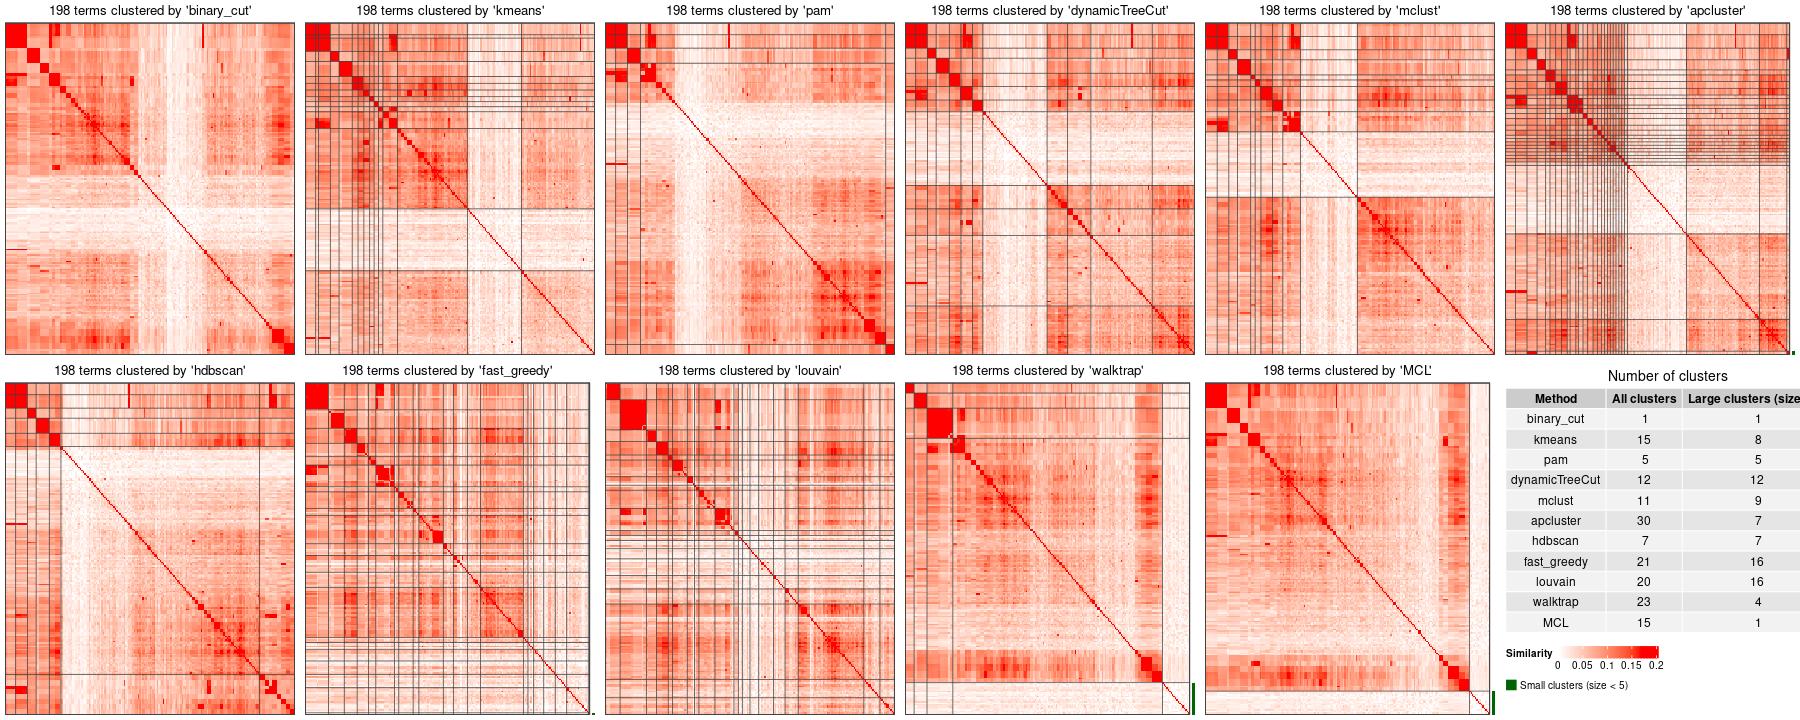 198 terms clustered by 'binary_cut'
198 terms clustered by 'kmeans'
198 terms clustered by 'pam'
198 terms clustered by 'dynamicTreeCut'
198 terms clustered by 'mclust'
198 terms clustered by 'apcluster'
198 terms clustered by 'hdbscan'
198 terms clustered by 'fast_greedy'
198 terms clustered by 'louvain'
198 terms clustered by 'walktrap'
198 terms clustered by 'MCL'
Number of clusters
Method All clusters Large clusters (size
binary_cut 1 1
kmeans 15 8
pam 5 5
dynamicTreeCut 12 12
mclust 11 9
apcluster 30 7
hdbscan 7 7
fast_greedy 21 16
louvain 20 16
walktrap 23 4
MCL 15 1
Similarity
0 0.05 0.1 0.15 0.2
Small clusters (size < 5)